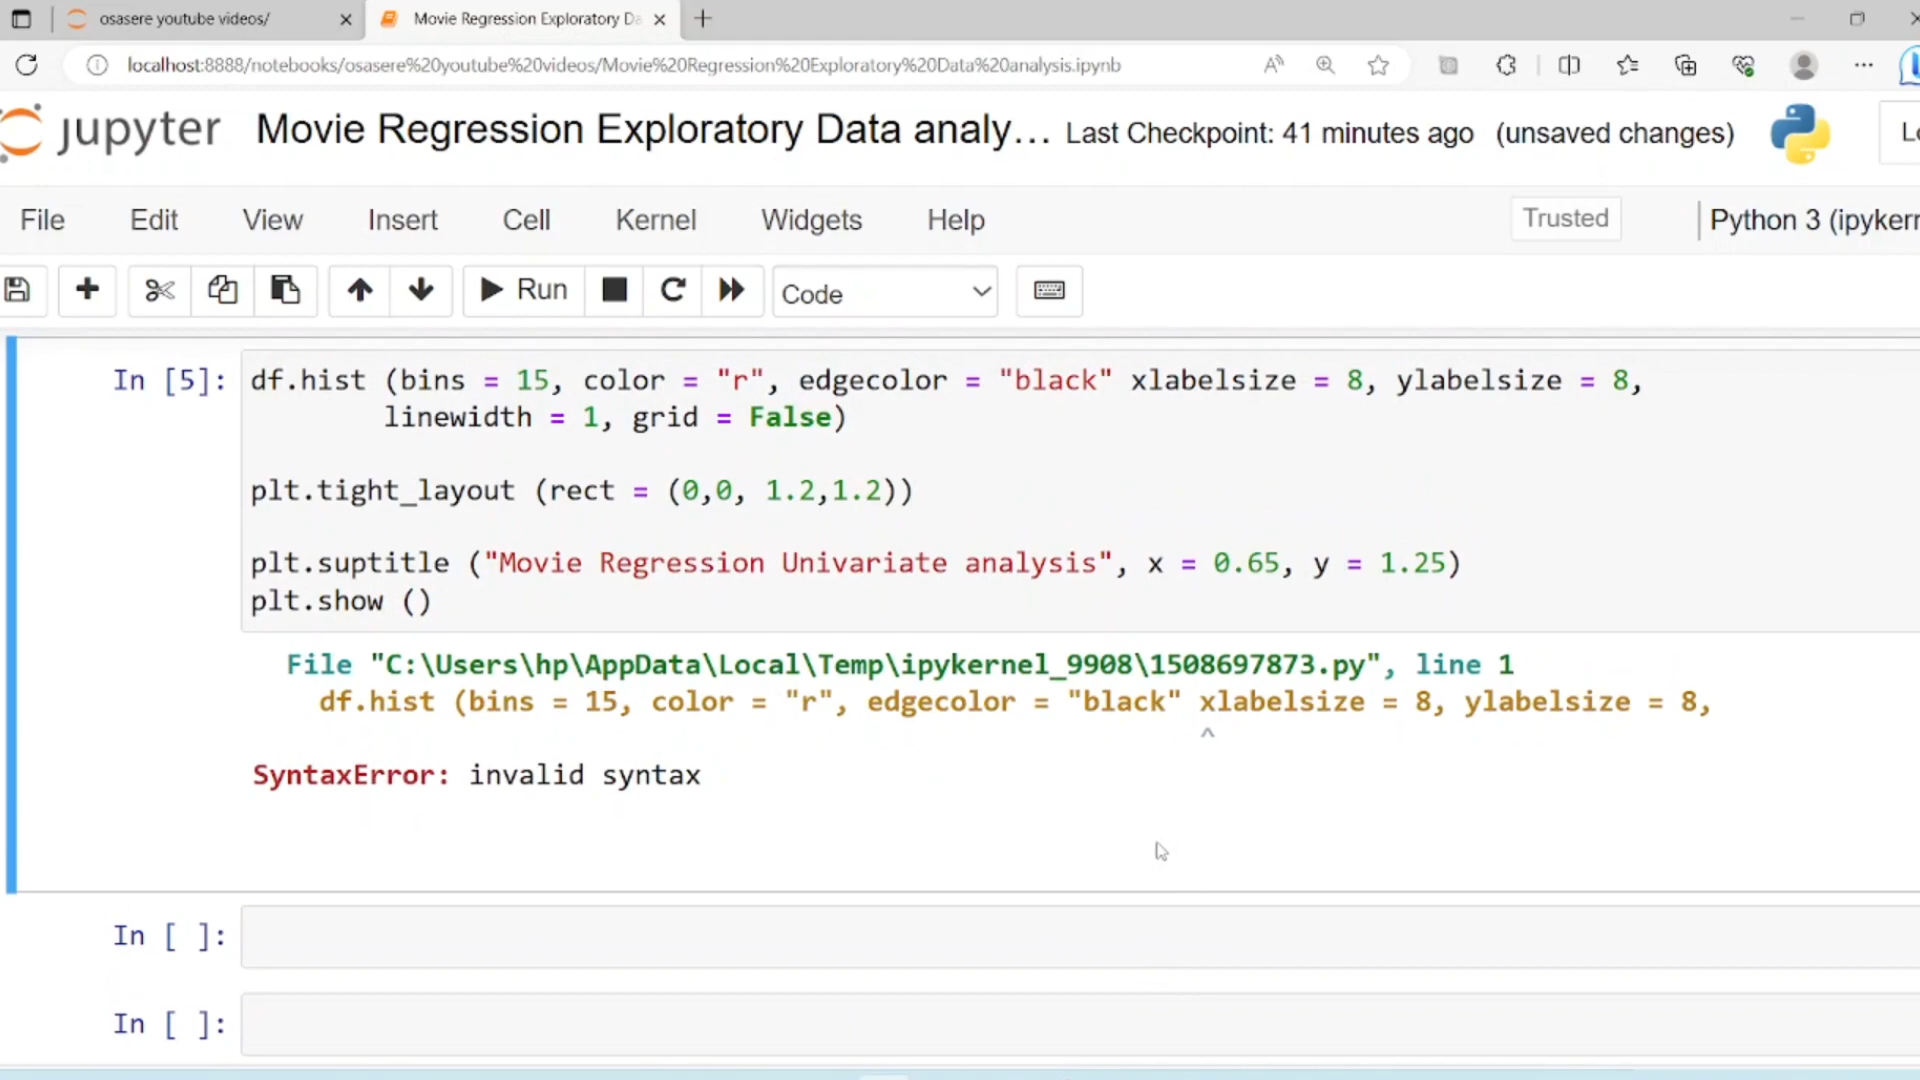 osasere youtube videos/
Movie Regression Exploratory Da
localhost:8888/notebooks/osasere%20youtube%20videos/Movie%20Regression%20Exploratory%20Data%20analysis.ipynb
jupyter Movie Regression Exploratory Data analy... Last Checkpoint: 41 minutes ago (unsaved changes)
File Edit View Insert Cell Kernel Widgets Help Trusted Python 3 (ipykern
Run Code
In [5]: df.hist (bins = 15, color = "r", edgecolor = "black" xlabelsize = 8, ylabelsize = 8,
linewidth = 1, grid = False)
plt.tight_layout (rect = (0,0, 1.2,1.2))
plt.suptitle ("Movie Regression Univariate analysis", x = 0.65, y = 1.25)
plt.show ()
File "C:\Users\hp\AppData\Local\Temp\ipykernel_9908\1508697873.py", line 1
df.hist (bins = 15, color = "r", edgecolor = "black" xlabelsize = 8, ylabelsize = 8,
^
SyntaxError: invalid syntax
In [ ]:
In [ ]: